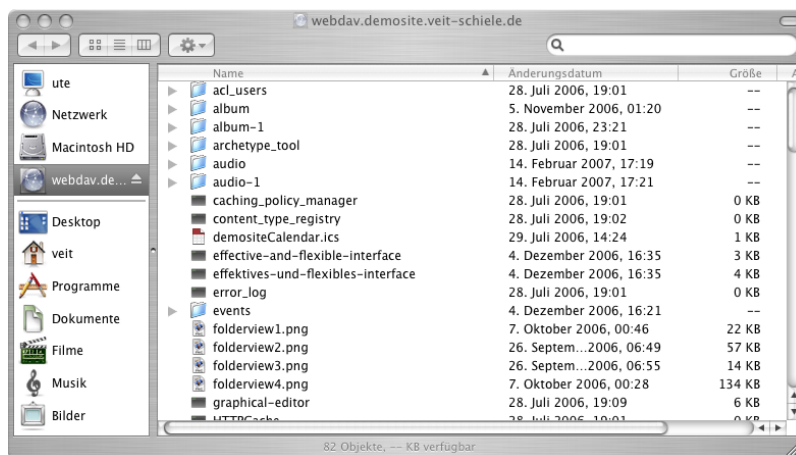 webdav.demosite.veit-schiele.de
Name Änderungsdatum Größe
ute
Netzwerk
Macintosh HD
webdav.de...
Desktop
veit
Programme
Dokumente
Filme
Musik
Bilder
acl_users 28. Juli 2006, 19:01 --
album 5. November 2006, 01:20 --
album-1 28. Juli 2006, 23:21 --
archetype_tool 28. Juli 2006, 19:01 --
audio 14. Februar 2007, 17:19 --
audio-1 14. Februar 2007, 17:21 --
caching_policy_manager 28. Juli 2006, 19:01 0 KB
content_type_registry 28. Juli 2006, 19:02 0 KB
demositeCalendar.ics 29. Juli 2006, 14:24 1 KB
effective-and-flexible-interface 4. Dezember 2006, 16:35 3 KB
effektives-und-flexibles-interface 4. Dezember 2006, 16:35 4 KB
error_log 28. Juli 2006, 19:01 0 KB
events 4. Dezember 2006, 16:21 --
folderview1.png 7. Oktober 2006, 00:46 22 KB
folderview2.png 26. Septem...2006, 06:49 57 KB
folderview3.png 26. Septem...2006, 06:55 14 KB
folderview4.png 7. Oktober 2006, 00:28 134 KB
graphical-editor 28. Juli 2006, 19:09 6 KB
HTTPCache 28. Juli 2006, 19:01 0 KB
82 Objekte, -- KB verfügbar